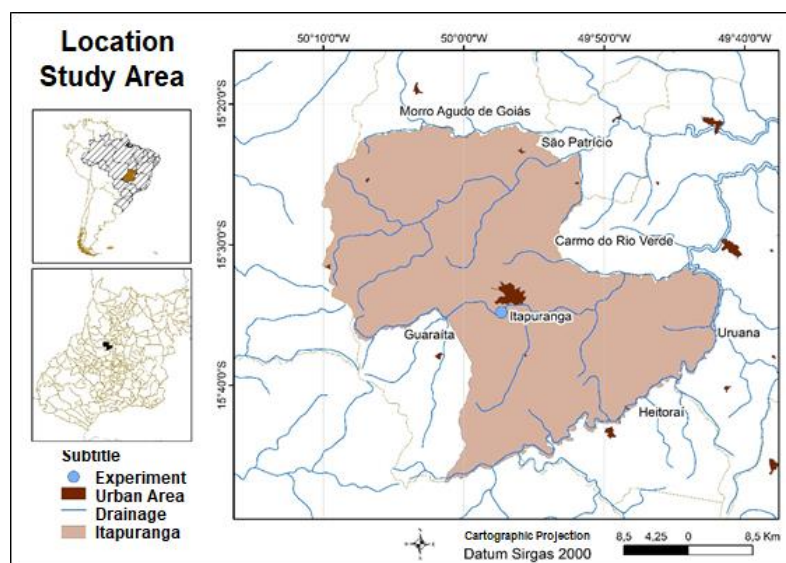 Location
Study Area
50°10'0"W
50°0'0"W
49°50'0"W
49°40'0"W
15°20'0"S
15°30'0"S
15°40'0"S
Morro Agudo de Goiás
São Patrício
Carmo do Rio Verde
Itapuranga
Guaraíta
Uruana
Heitoraí
Subtitle
Experiment
Urban Area
Drainage
Itapuranga
Cartographic Projection
Datum Sirgas 2000
8,5 4,25 0 8,5 Km